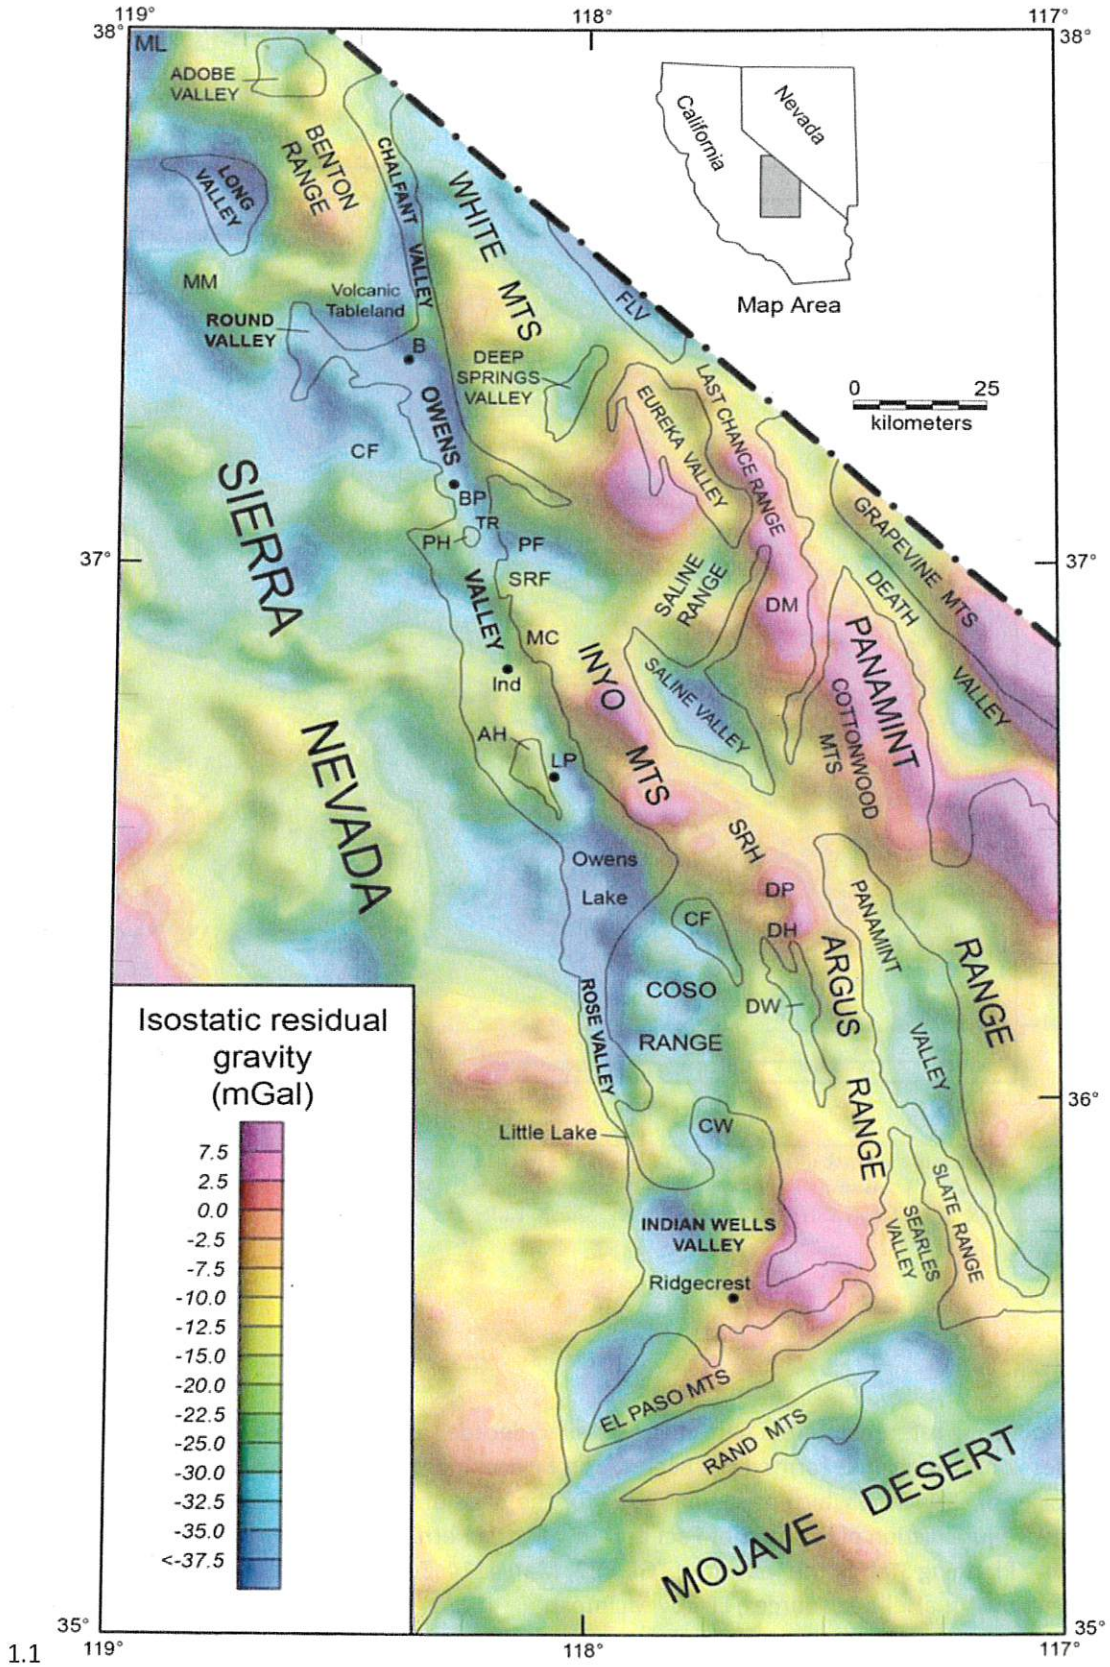 119°
118°
117°
38°
38°
ML
ADOBE
VALLEY
BENTON
RANGE
LONG
VALLEY
CHALFANT VALLEY
WHITE MTS
California
Nevada
Map Area
MM
Volcanic
Tableland
FLV
ROUND
VALLEY
B
DEEP
SPRINGS
VALLEY
0 25
kilometers
OWENS
EUREKA VALLEY
LAST CHANCE RANGE
CF
SIERRA
BP
TR
PH
PF
GRAPEVINE MTS
37°
37°
SRF
VALLEY
SALINE
RANGE
DM
DEATH
MC
PANAMINT
INYO
Ind
SALINE VALLEY
COTTONWOOD
MTS
VALLEY
NEVADA
AH
LP
MTS
SRH
Owens
Lake
DP
CF
DH
PANAMINT
ARGUS
RANGE
COSO
RANGE
DW
ROSE VALLEY
VALLEY
Isostatic residual
gravity
(mGal)
7.5
2.5
0.0
-2.5
-7.5
-10.0
-12.5
-15.0
-20.0
-22.5
-25.0
-30.0
-32.5
-35.0
<-37.5
36°
Little Lake
CW
RANGE
INDIAN WELLS
VALLEY
SEARLES
VALLEY
SLATE RANGE
Ridgecrest
EL PASO MTS
RAND MTS
MOJAVE DESERT
35°
35°
1.1
119°
118°
117°